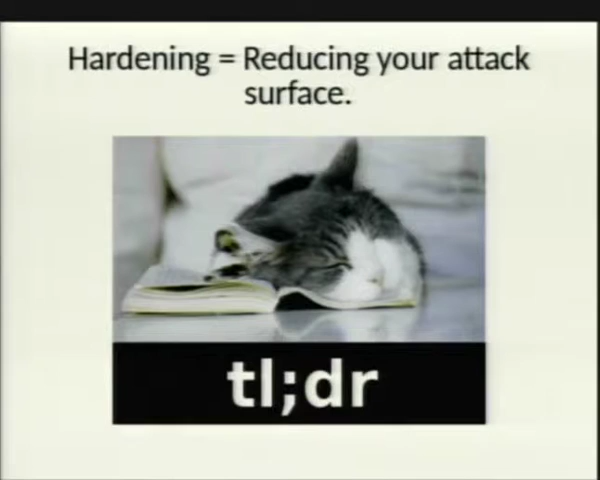 Hardening = Reducing your attack
surface.
tl;dr